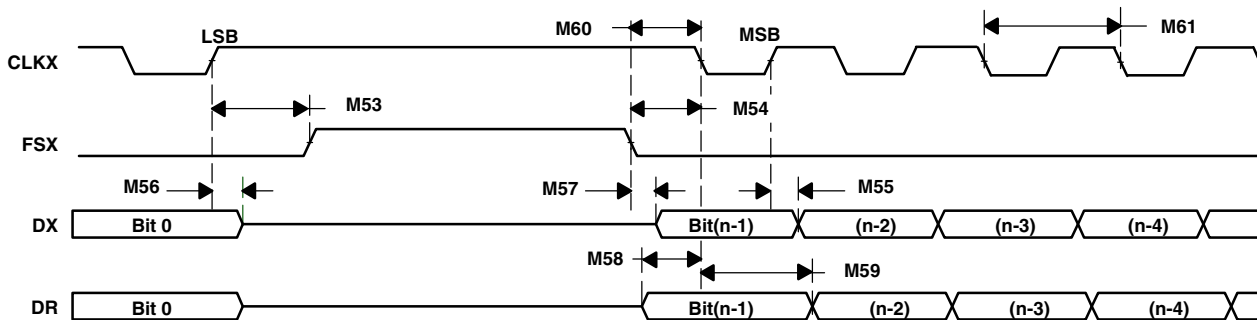 M60 M61
LSB MSB
CLKX
M53 M54
FSX
M56 M57 M55
DX Bit 0 Bit(n-1) (n-2) (n-3) (n-4)
M58 M59
DR Bit 0 Bit(n-1) (n-2) (n-3) (n-4)